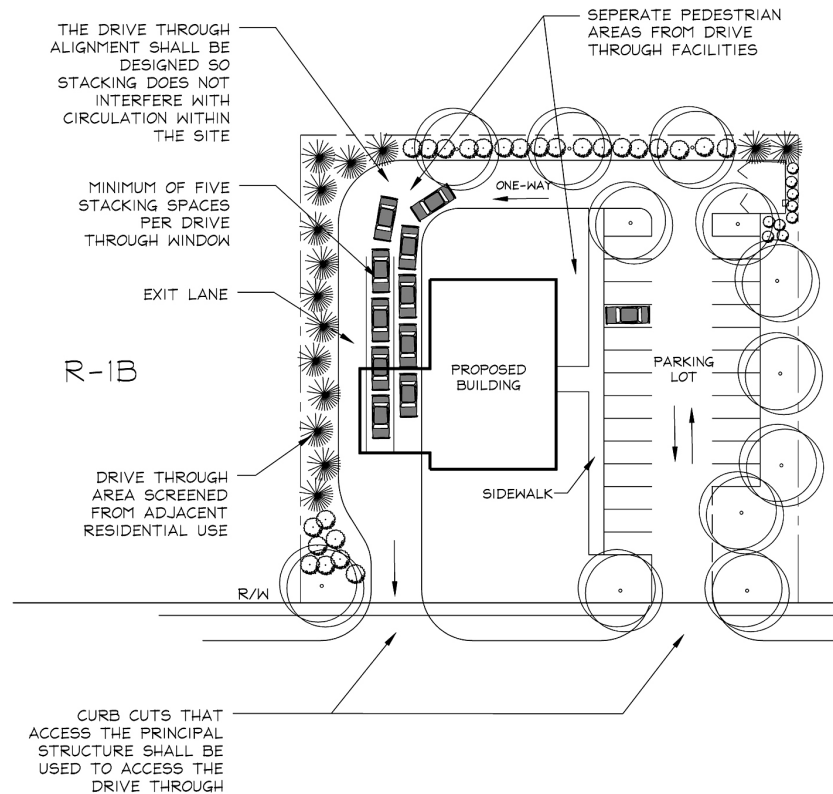 THE DRIVE THROUGH
ALIGNMENT SHALL BE
DESIGNED SO
STACKING DOES NOT
INTERFERE WITH
CIRCULATION WITHIN
THE SITE
SEPERATE PEDESTRIAN
AREAS FROM DRIVE
THROUGH FACILITIES
MINIMUM OF FIVE
STACKING SPACES
PER DRIVE
THROUGH WINDOW
ONE-WAY
EXIT LANE
R-1B
PROPOSED
BUILDING
PARKING
LOT
DRIVE THROUGH
AREA SCREENED
FROM ADJACENT
RESIDENTIAL USE
SIDEWALK
R/W
CURB CUTS THAT
ACCESS THE PRINCIPAL
STRUCTURE SHALL BE
USED TO ACCESS THE
DRIVE THROUGH